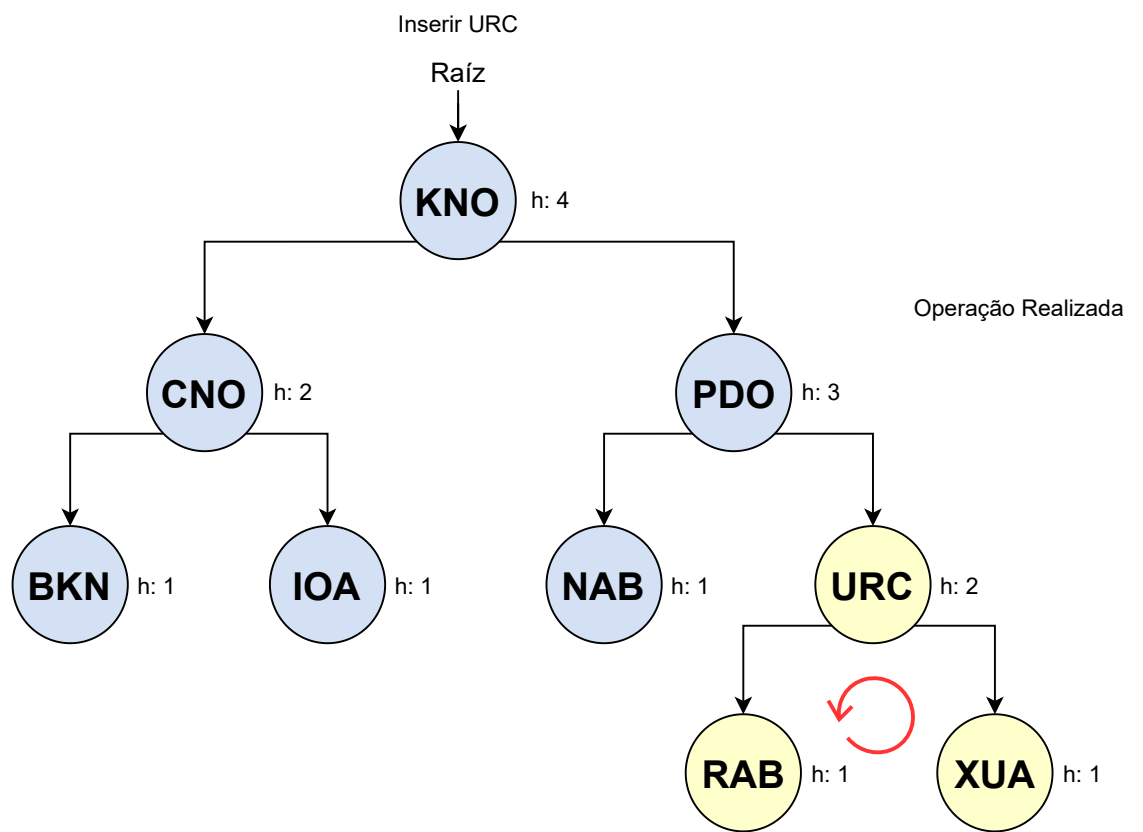 Inserir URC
Raíz
KNO h: 4
Operação Realizada
CNO h: 2
PDO h: 3
BKN h: 1
IOA h: 1
NAB h: 1
URC h: 2
RAB h: 1
XUA h: 1